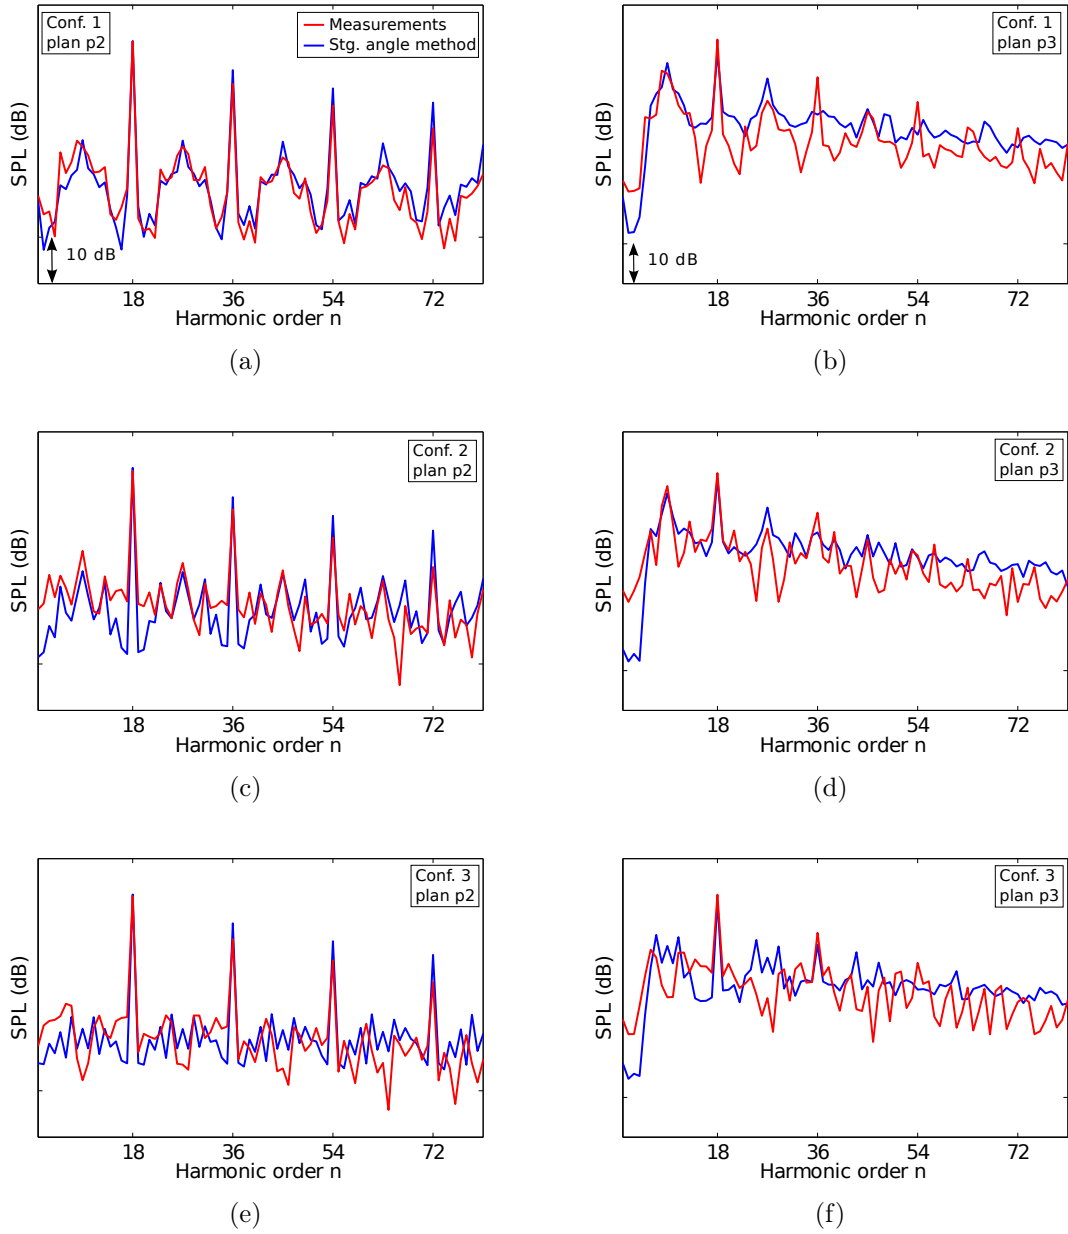 Conf. 1
plan p2
Measurements
Stg. angle method
SPL (dB)
10 dB
18 36 54 72
Harmonic order n
(a)
Conf. 1
plan p3
SPL (dB)
10 dB
18 36 54 72
Harmonic order n
(b)
Conf. 2
plan p2
SPL (dB)
18 36 54 72
Harmonic order n
(c)
Conf. 2
plan p3
SPL (dB)
18 36 54 72
Harmonic order n
(d)
Conf. 3
plan p2
SPL (dB)
18 36 54 72
Harmonic order n
(e)
Conf. 3
plan p3
SPL (dB)
18 36 54 72
Harmonic order n
(f)